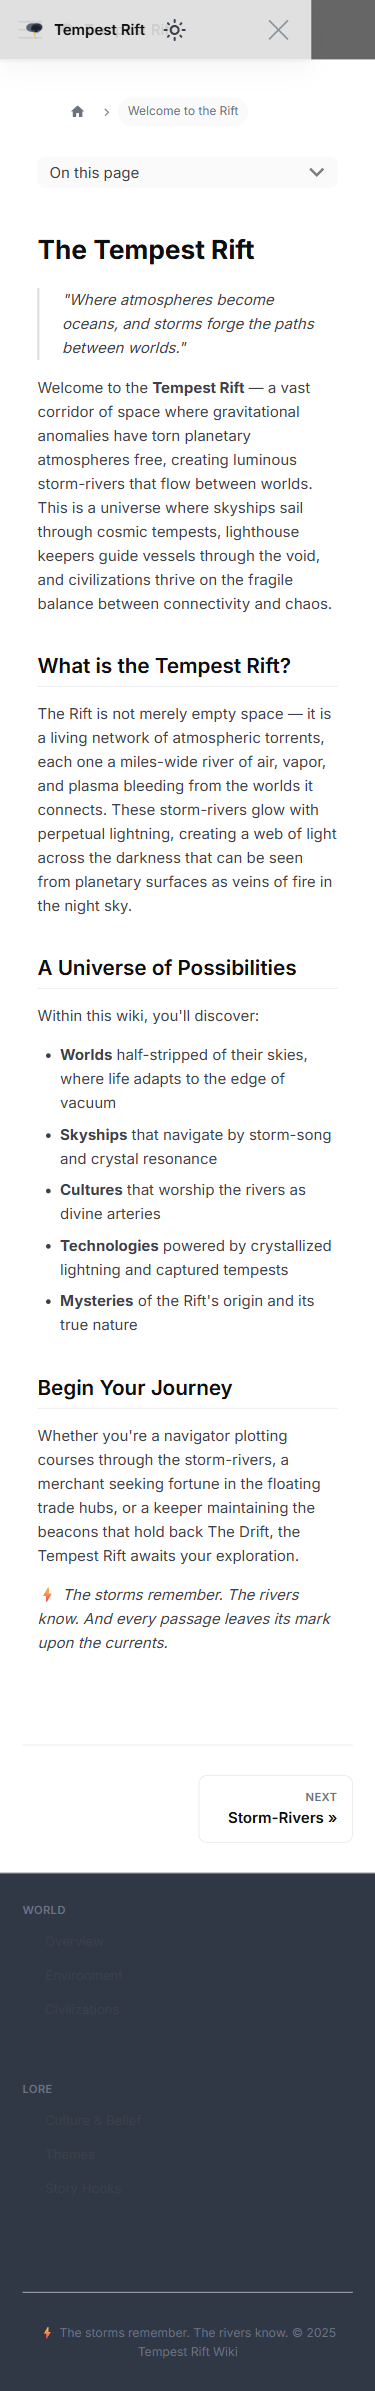 Tempest Rift
Welcome to the Rift
On this page
The Tempest Rift
"Where atmospheres become
oceans, and storms forge the paths
between worlds."
Welcome to the Tempest Rift — a vast
corridor of space where gravitational
anomalies have torn planetary
atmospheres free, creating luminous
storm-rivers that flow between worlds.
This is a universe where skyships sail
through cosmic tempests, lighthouse
keepers guide vessels through the void,
and civilizations thrive on the fragile
balance between connectivity and chaos.
What is the Tempest Rift?
The Rift is not merely empty space — it is
a living network of atmospheric torrents,
each one a miles-wide river of air, vapor,
and plasma bleeding from the worlds it
connects. These storm-rivers glow with
perpetual lightning, creating a web of light
across the darkness that can be seen
from planetary surfaces as veins of fire in
the night sky.
A Universe of Possibilities
Within this wiki, you'll discover:
• Worlds half-stripped of their skies,
where life adapts to the edge of
vacuum
• Skyships that navigate by storm-song
and crystal resonance
• Cultures that worship the rivers as
divine arteries
• Technologies powered by crystallized
lightning and captured tempests
• Mysteries of the Rift's origin and its
true nature
Begin Your Journey
Whether you're a navigator plotting
courses through the storm-rivers, a
merchant seeking fortune in the floating
trade hubs, or a keeper maintaining the
beacons that hold back The Drift, the
Tempest Rift awaits your exploration.
The storms remember. The rivers
know. And every passage leaves its mark
upon the currents.
NEXT
Storm-Rivers »
WORLD
Overview
Environment
Civilizations
LORE
Culture & Belief
Themes
Story Hooks
The storms remember. The rivers know. © 2025
Tempest Rift Wiki